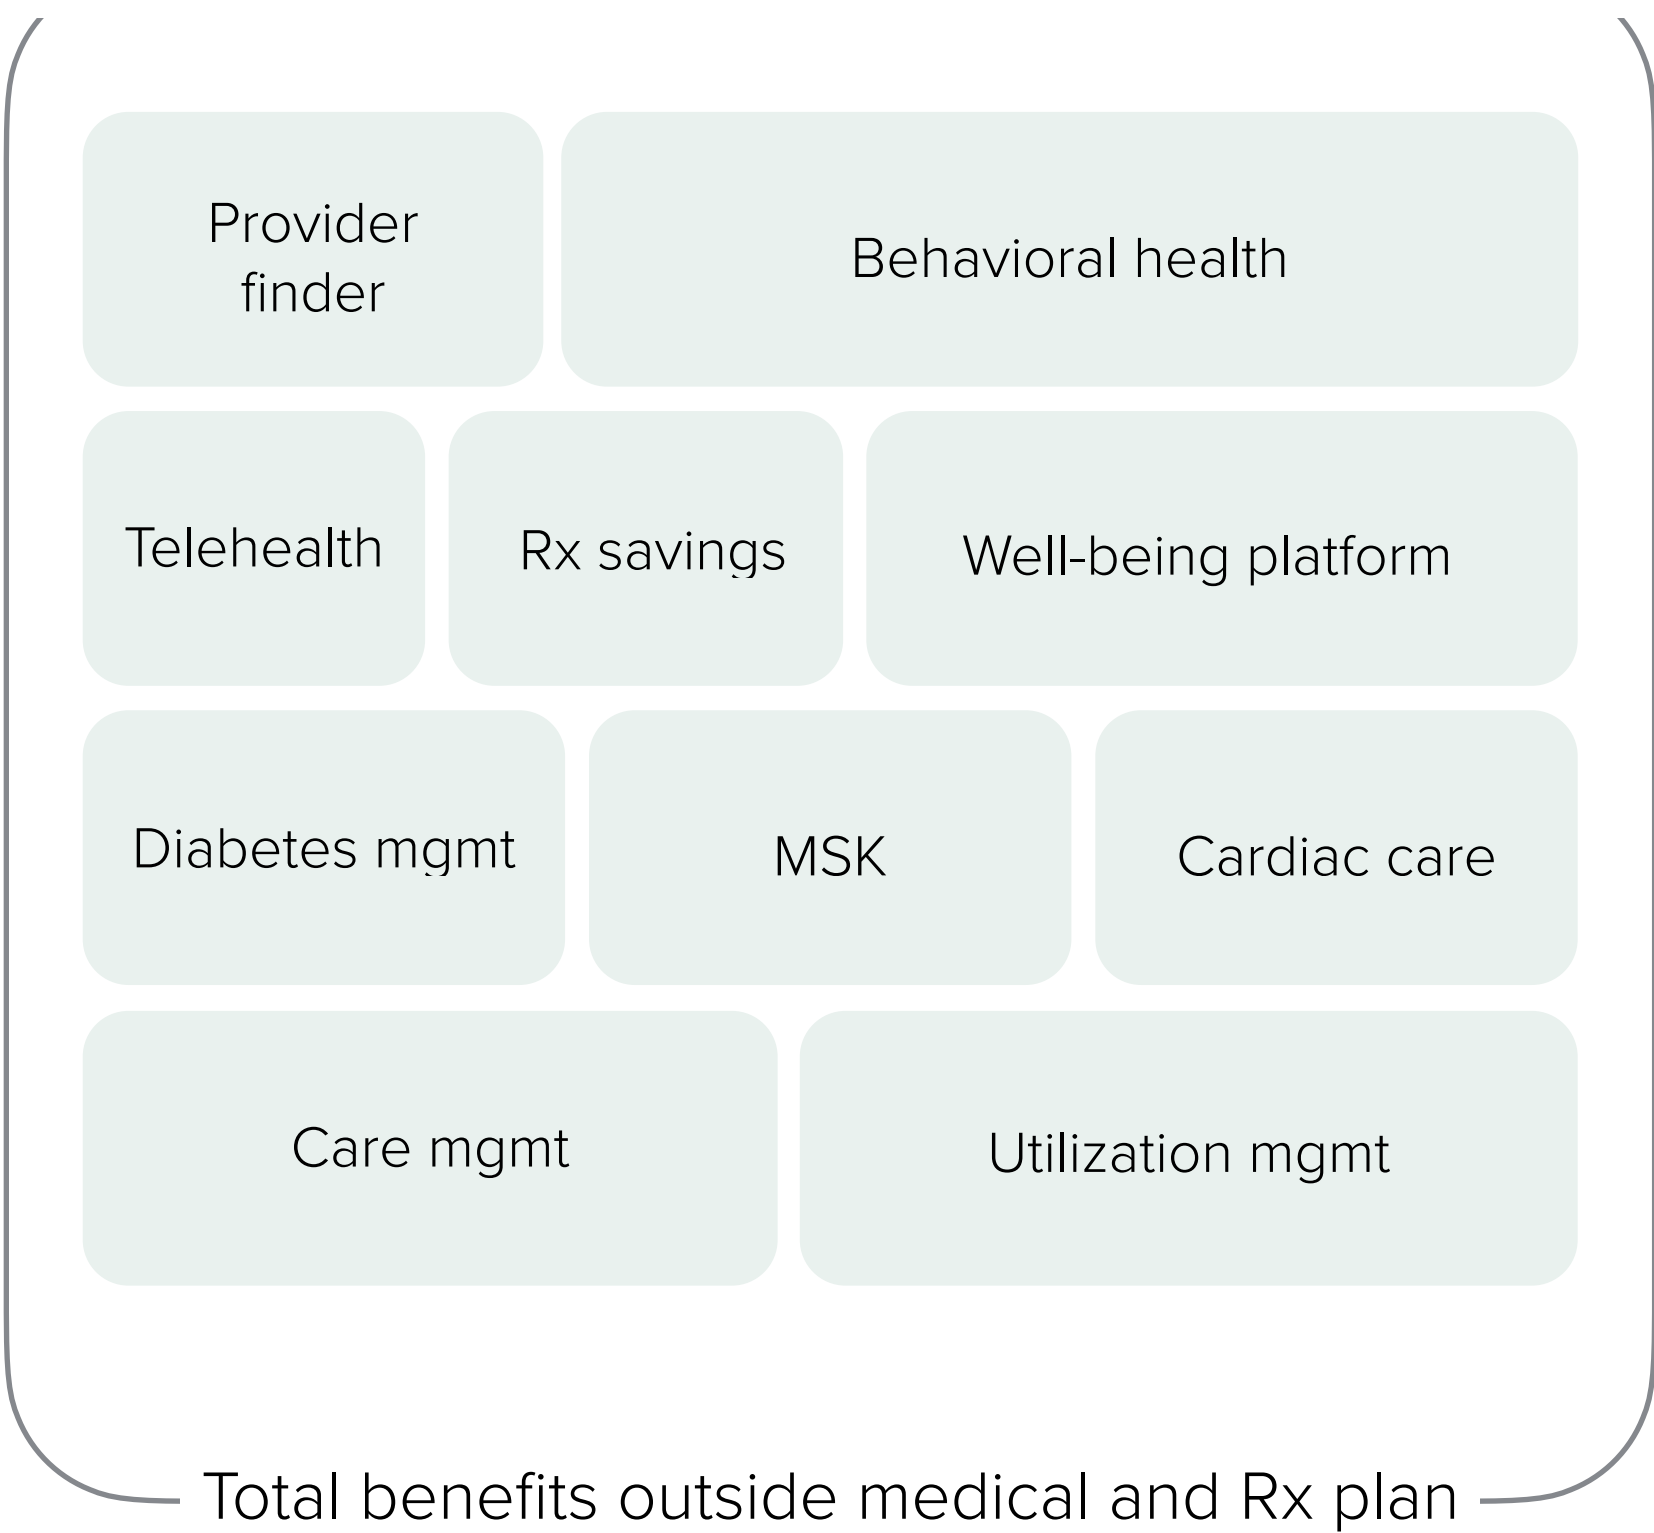 Provider
finder
Behavioral health
Telehealth
Rx savings
Well-being platform
Diabetes mgmt
MSK
Cardiac care
Care mgmt
Utilization mgmt
Total benefits outside medical and Rx plan